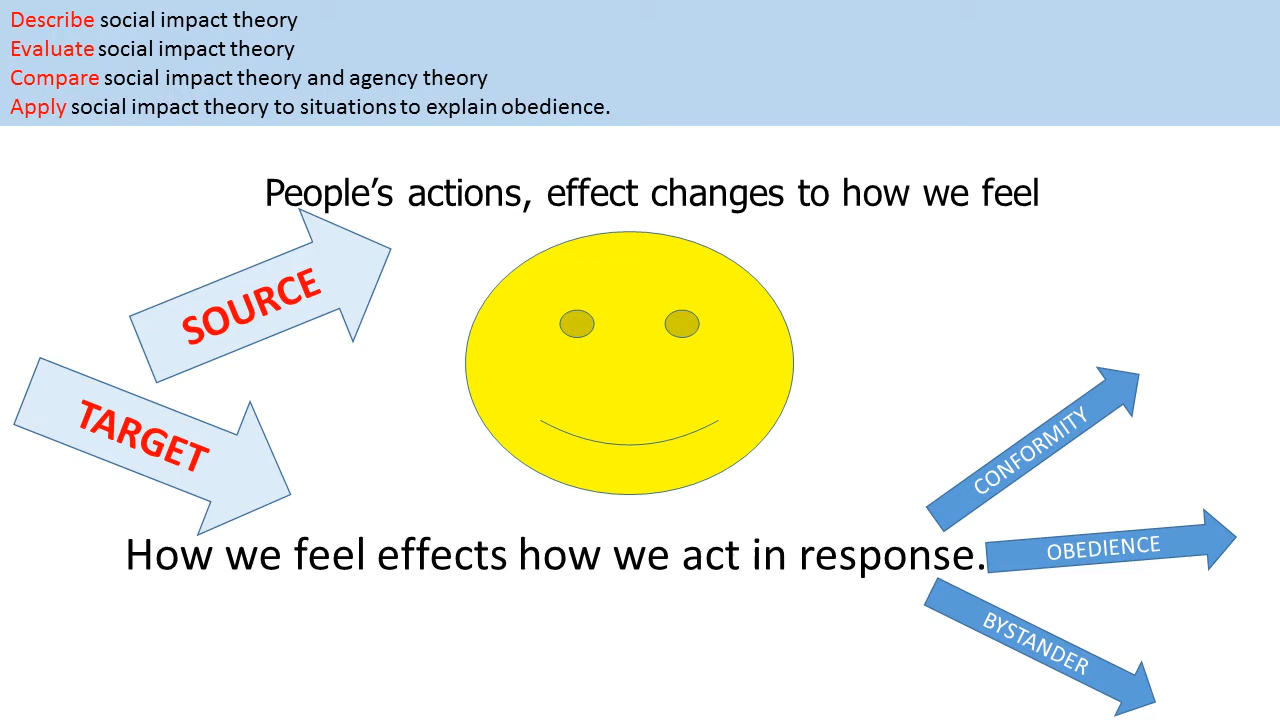 Describe social impact theory
Evaluate social impact theory
Compare social impact theory and agency theory
Apply social impact theory to situations to explain obedience.
People's actions, effect changes to how we feel
SOURCE
TARGET
How we feel effects how we act in response.
CONFORMITY
OBEDIENCE
BYSTANDER